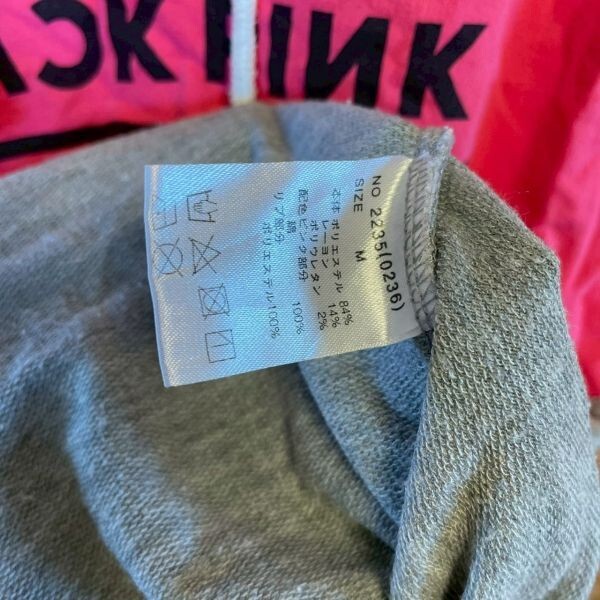 ACK PINK
NO 2235(0236)
SIZE M
本体 ポリエステル 84%
レーヨン 14%
ポリウレタン 2%
配色ピンク部分
綿 100%
リブ部分
ポリエステル100%